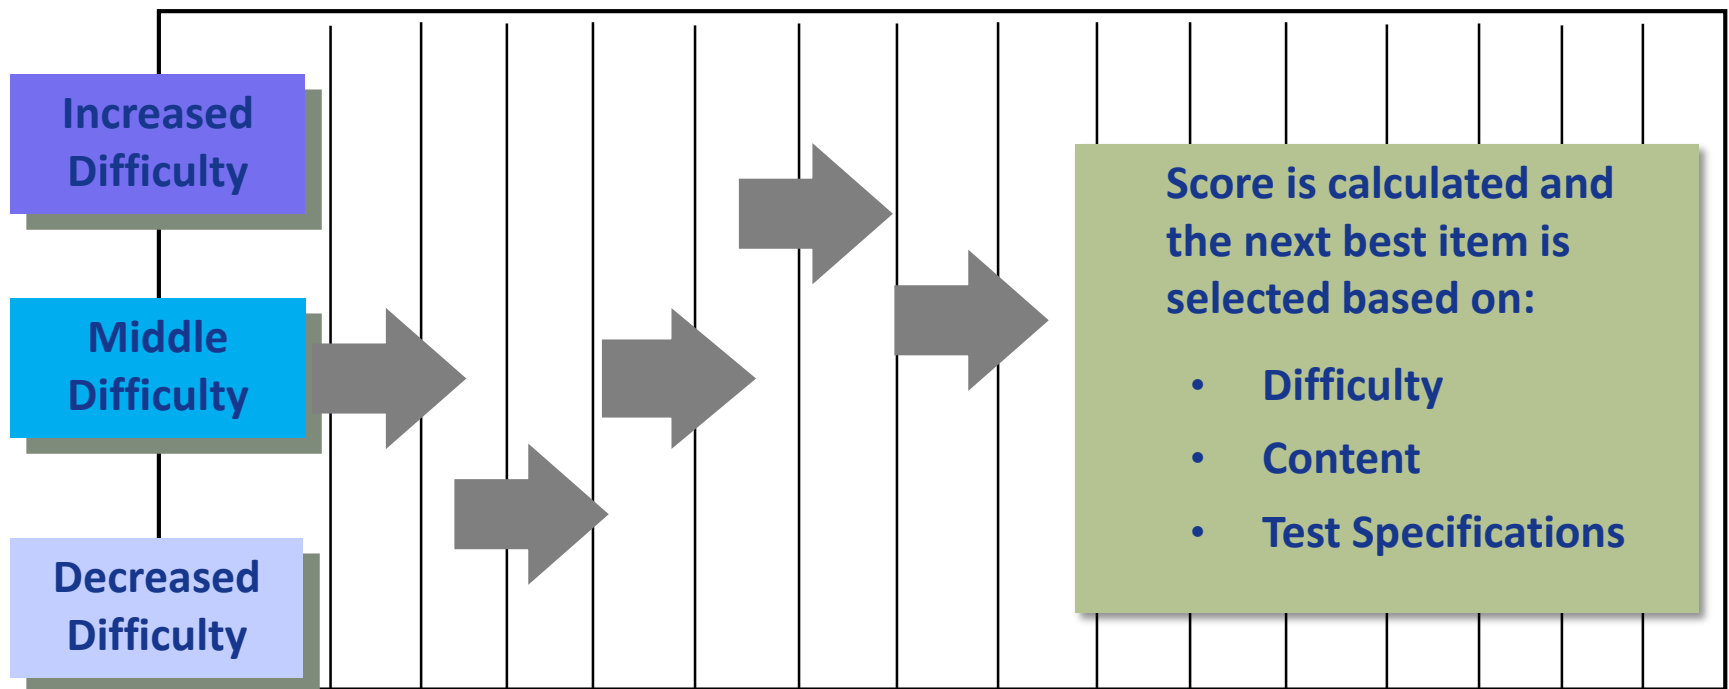 Increased
Difficulty
Middle
Difficulty
Decreased
Difficulty
Score is calculated and
the next best item is
selected based on:
• Difficulty
• Content
• Test Specifications